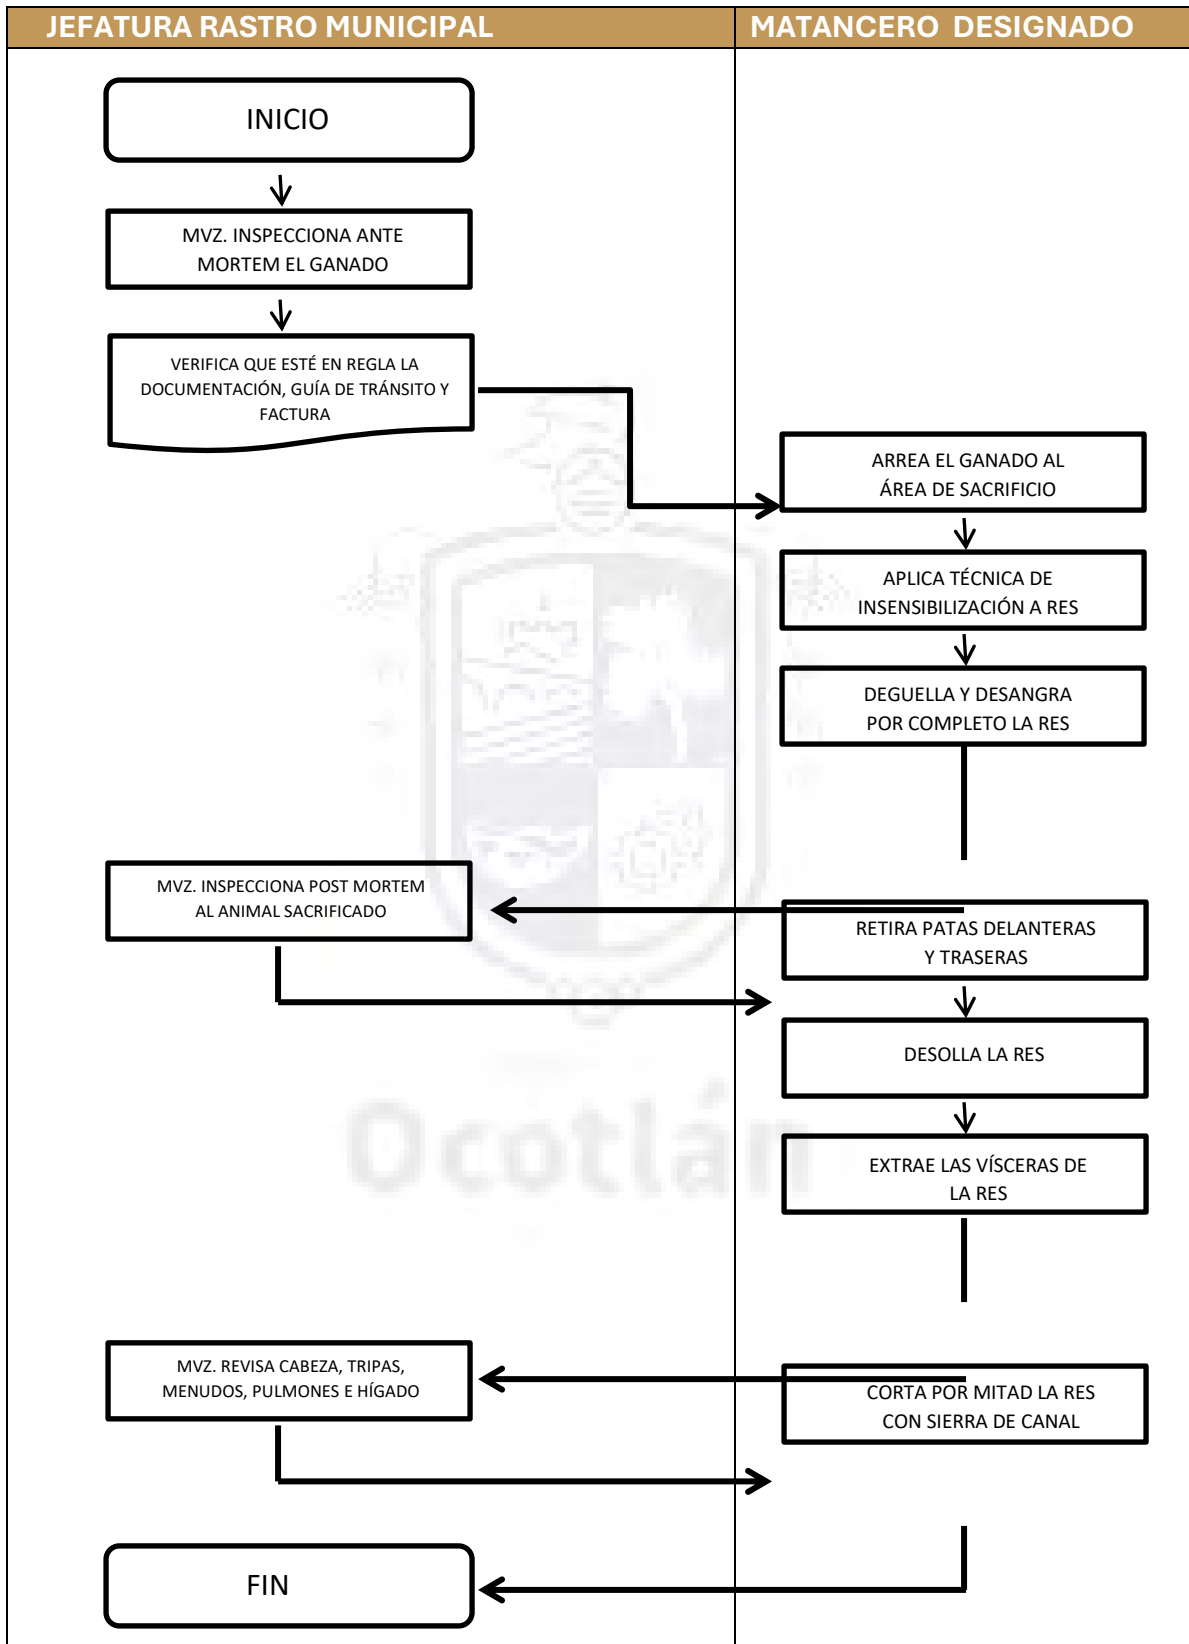 JEFATURA RASTRO MUNICIPAL
MATANCERO DESIGNADO
INICIO
MVZ. INSPECCIONA ANTE
MORTEM EL GANADO
VERIFICA QUE ESTÉ EN REGLA LA
DOCUMENTACIÓN, GUÍA DE TRÁNSITO Y
FACTURA
ARREA EL GANADO AL
ÁREA DE SACRIFICIO
APLICA TÉCNICA DE
INSENSIBILIZACIÓN A RES
DEGUELLA Y DESANGRA
POR COMPLETO LA RES
MVZ. INSPECCIONA POST MORTEM
AL ANIMAL SACRIFICADO
RETIRA PATAS DELANTERAS
Y TRASERAS
DESOLLA LA RES
EXTRAE LAS VÍSCERAS DE
LA RES
Ocotlán
MVZ. REVISA CABEZA, TRIPAS,
MENUDOS, PULMONES E HÍGADO
CORTA POR MITAD LA RES
CON SIERRA DE CANAL
FIN